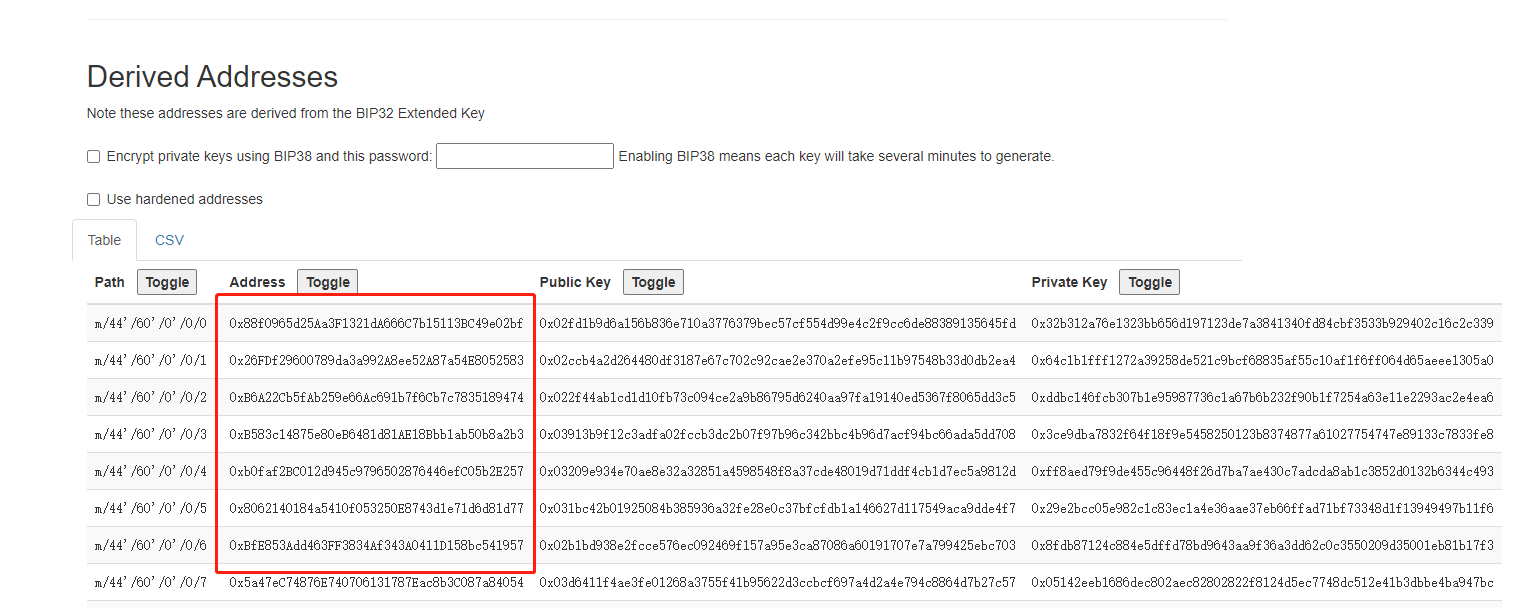 Derived Addresses
Note these addresses are derived from the BIP32 Extended Key
Encrypt private keys using BIP38 and this password: Enabling BIP38 means each key will take several minutes to generate.
Use hardened addresses
Table CSV
Path Toggle Address Toggle Public Key Toggle Private Key Toggle
m/44'/60'/0'/0/0 0x88f0965d25Aa3F1321dA666C7b15113BC49e02bf 0x02fd1b9d6a156b836e710a3776379bec57cf554d99e4c2f9cc6de88389135645fd 0x32b312a76e1323bb656d197123de7a3841340fd84cbf3533b929402c16c2c339
m/44'/60'/0'/0/1 0x26FDf29600789da3a992A8ee52A87a54E8052583 0x02ccb4a2d264480df3187e67c702c92cae2e370a2efe95c11b97548b33d0db2ea4 0x64c1b1fff1272a39258de521c9bcf68835af55c10af1f6ff064d65aeee1305a0
m/44'/60'/0'/0/2 0xB6A22Cb5fAb259e66Ac691b7f6Cb7c7835189474 0x022f44ab1cd1d10fb73c094ce2a9b86795d6240aa97fa19140ed5367f8065dd3c5 0xddbc146fcb307b1e95987736c1a67b6b232f90b1f7254a63e11e2293ac2e4ea6
m/44'/60'/0'/0/3 0xB583c14875e80eB6481d81AE18Bbb1ab50b8a2b3 0x03913b9f12c3adfa02fccb3dc2b07f97b96c342bbc4b96d7acf94bc66ada5dd708 0x3ce9dba7832f64f18f9e5458250123b8374877a61027754747e89133c7833fe8
m/44'/60'/0'/0/4 0xb0faf2BC012d945c9796502876446efC05b2E257 0x03209e934e70ae8e32a32851a4598548f8a37cde48019d71ddf4cb1d7ec5a9812d 0xff8aed79f9de455c96448f26d7ba7ae430c7adcda8ab1c3852d0132b6344c493
m/44'/60'/0'/0/5 0x8062140184a5410f053250E8743d1e71d6d81d77 0x031bc42b01925084b385936a32fe28e0c37bfcfdb1a146627d117549aca9dde4f7 0x29e2bcc05e982c1c83ec1a4e36aae37eb66ffad71bf73348d1f13949497b11f6
m/44'/60'/0'/0/6 0xBfE853Add463FF3834Af343A0411D158bc541957 0x02b1bd938e2fcce576ec092469f157a95e3ca87086a60191707e7a799425ebc703 0x8fdb87124c884e5dffd78bd9643aa9f36a3dd62c0c3550209d35001eb81b17f3
m/44'/60'/0'/0/7 0x5a47eC74876E740706131787Eac8b3C087a84054 0x03d6411f4ae3fe01268a3755f41b95622d3ccbcf697a4d2a4e794c8864d7b27c57 0x05142eeb1686dec802aec82802822f8124d5ec7748dc512e41b3dbbe4ba947bc